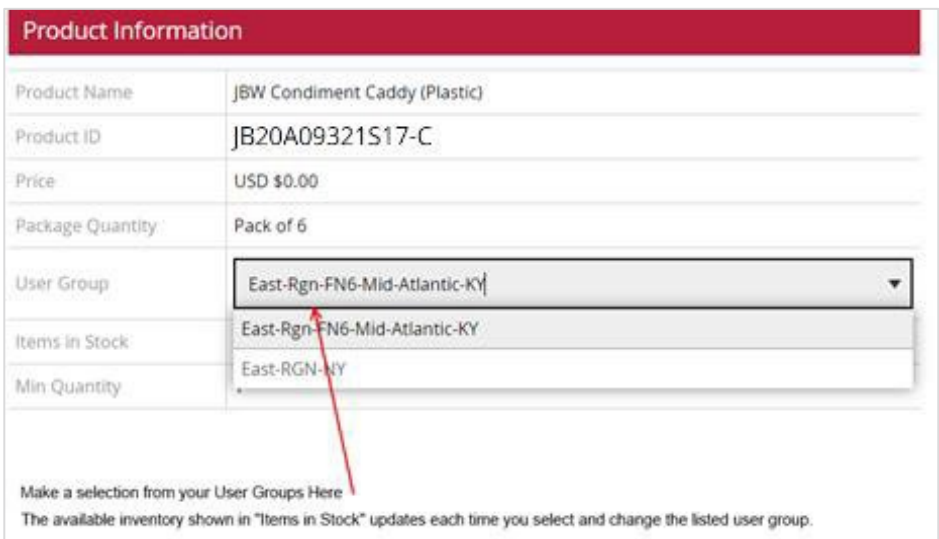 Product Information
Product Name JBW Condiment Caddy (Plastic)
Product ID JB20A09321S17-C
Price USD $0.00
Package Quantity Pack of 6
User Group East-Rgn-FN6-Mid-Atlantic-KY
East-Rgn-FN6-Mid-Atlantic-KY
Items in Stock
East-RGN-NY
Min Quantity
Make a selection from your User Groups Here
The available inventory shown in "Items in Stock" updates each time you select and change the listed user group.